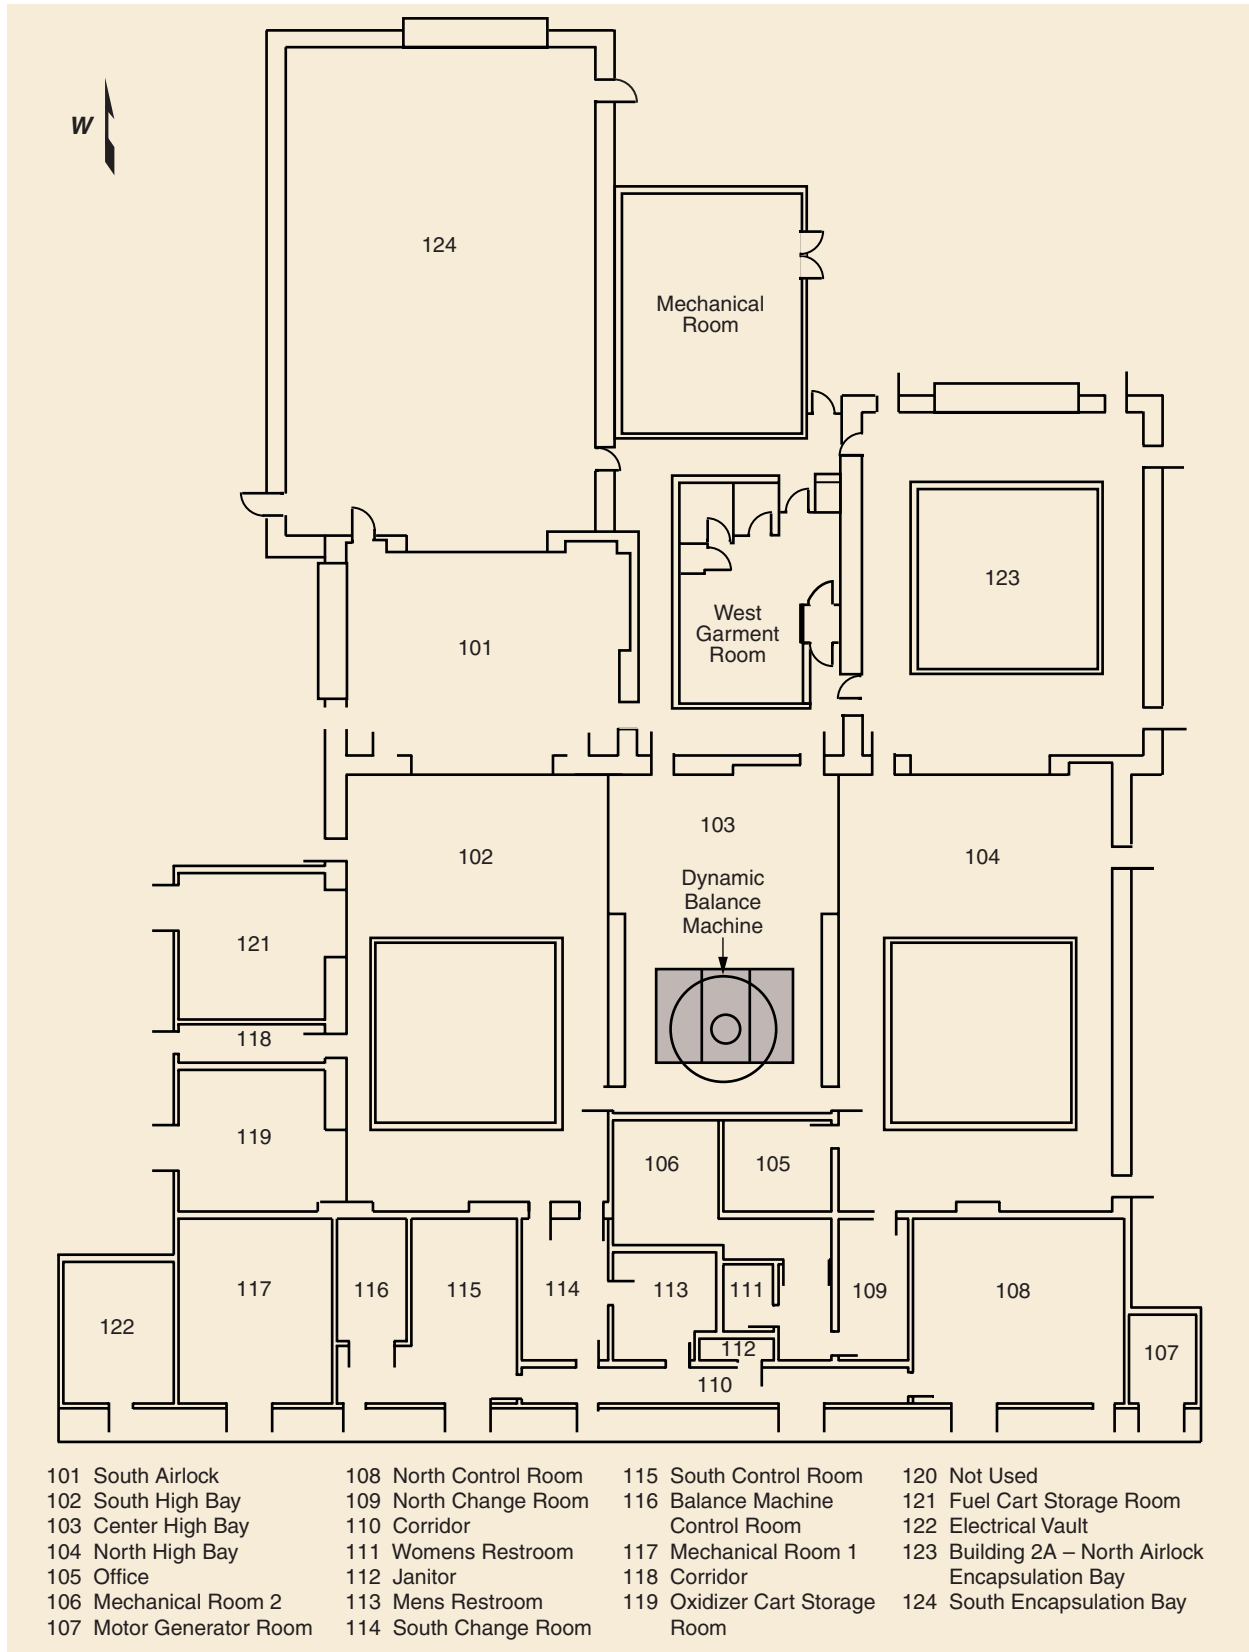 W
124
Mechanical
Room
123
West
Garment
Room
101
103
102
104
Dynamic
Balance
Machine
121
118
119
106
105
117
116
115
114
113
111
109
108
122
112
107
110
101 South Airlock
102 South High Bay
103 Center High Bay
104 North High Bay
105 Office
106 Mechanical Room 2
107 Motor Generator Room
108 North Control Room
109 North Change Room
110 Corridor
111 Womens Restroom
112 Janitor
113 Mens Restroom
114 South Change Room
115 South Control Room
116 Balance Machine
Control Room
117 Mechanical Room 1
118 Corridor
119 Oxidizer Cart Storage
Room
120 Not Used
121 Fuel Cart Storage Room
122 Electrical Vault
123 Building 2A – North Airlock
Encapsulation Bay
124 South Encapsulation Bay